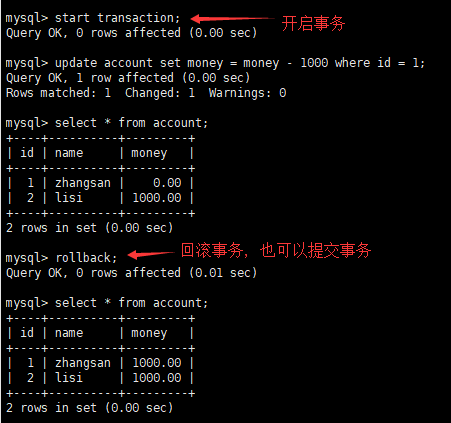 mysql> start transaction; 开启事务
Query OK, 0 rows affected (0.00 sec)
mysql> update account set money = money - 1000 where id = 1;
Query OK, 1 row affected (0.00 sec)
Rows matched: 1  Changed: 1  Warnings: 0
mysql> select * from account;
+----+----------+---------+
| id | name     | money   |
+----+----------+---------+
|  1 | zhangsan |    0.00 |
|  2 | lisi     | 1000.00 |
+----+----------+---------+
2 rows in set (0.00 sec)
mysql> rollback; 回滚事务，也可以提交事务
Query OK, 0 rows affected (0.01 sec)
mysql> select * from account;
+----+----------+---------+
| id | name     | money   |
+----+----------+---------+
|  1 | zhangsan | 1000.00 |
|  2 | lisi     | 1000.00 |
+----+----------+---------+
2 rows in set (0.00 sec)